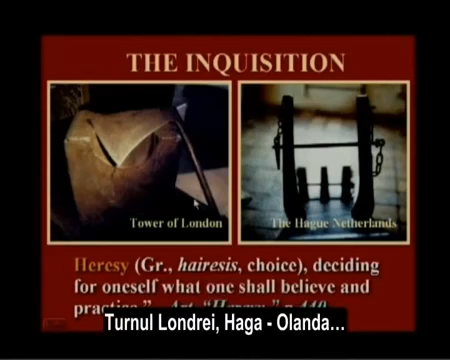 THE INQUISITION
Tower of London
The Hague Netherlands
Heresy (Gr., hairesis, choice), deciding
for oneself what one shall believe and
Turnul Londrei, Haga - Olanda…